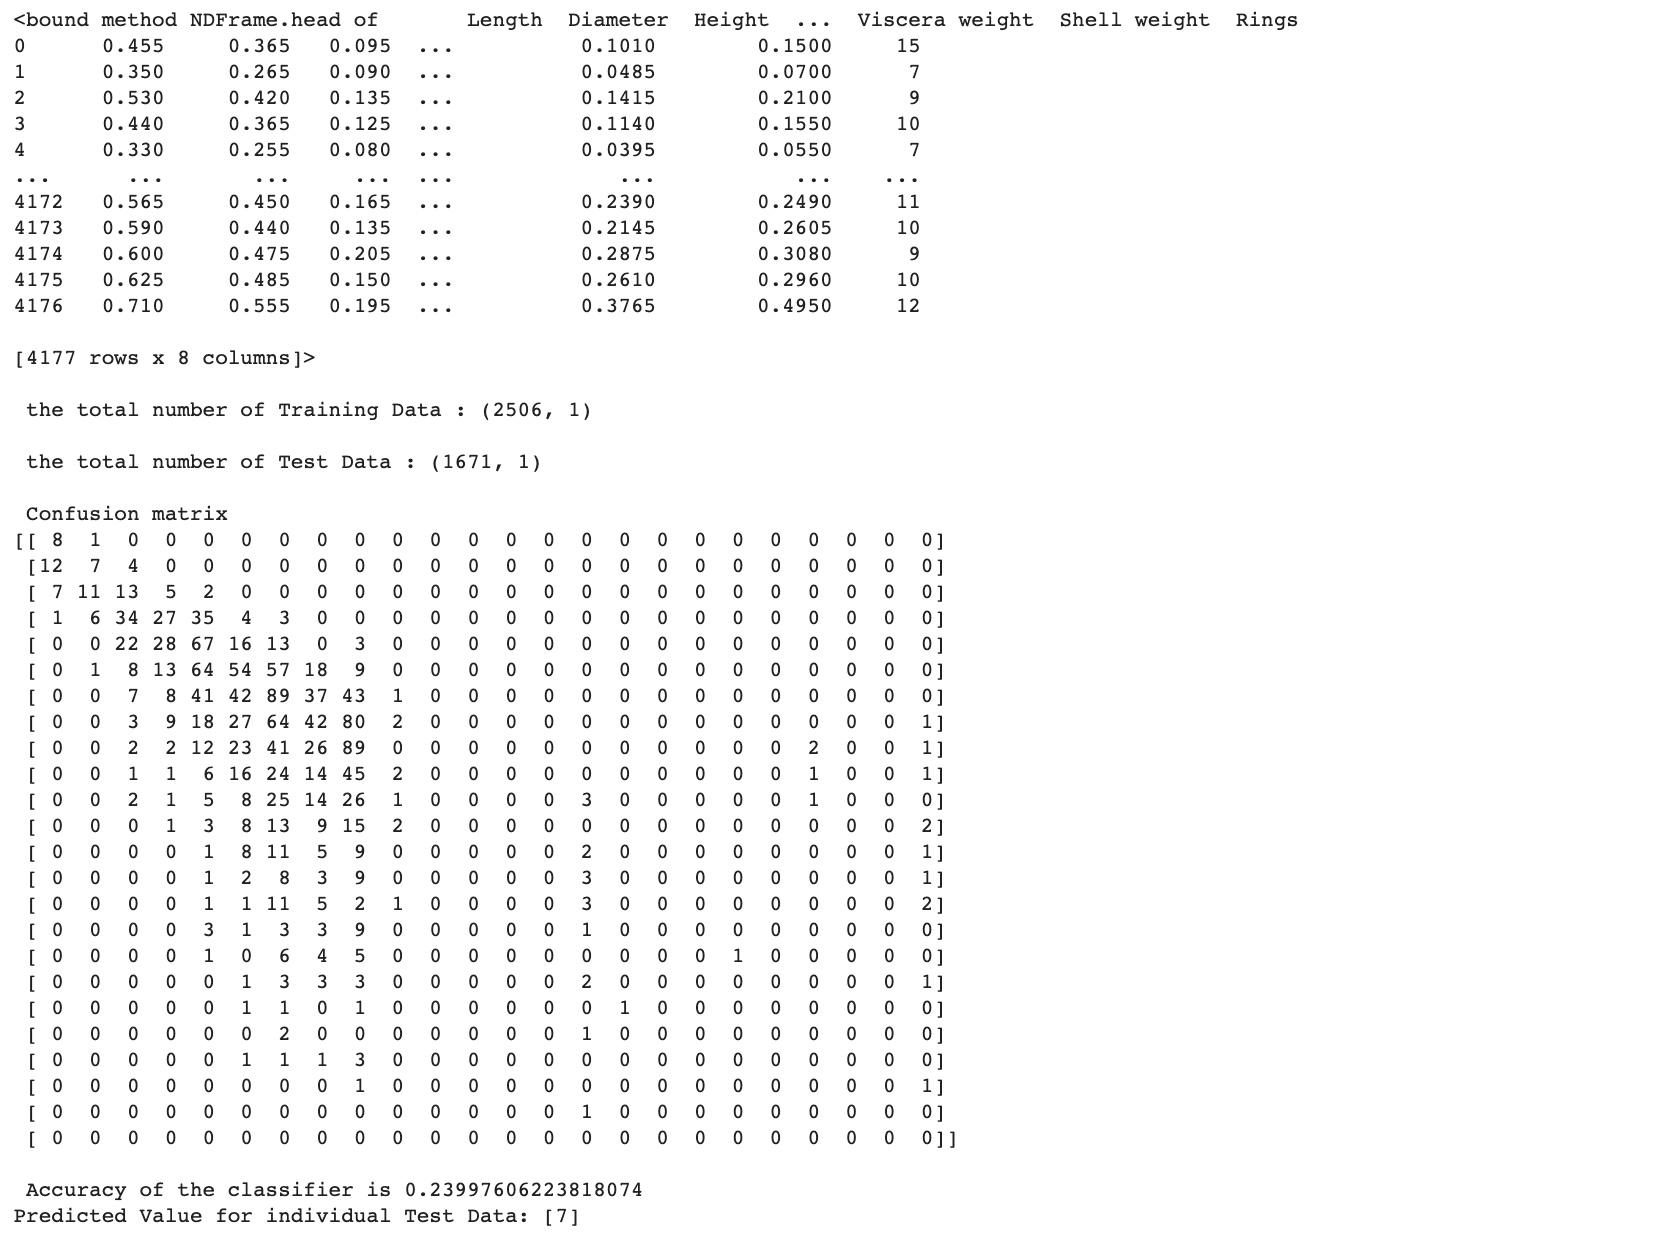 <bound method NDFrame.head of       Length  Diameter  Height  ...  Viscera weight  Shell weight  Rings
0      0.455     0.365   0.095  ...          0.1010        0.1500     15
1      0.350     0.265   0.090  ...          0.0485        0.0700      7
2      0.530     0.420   0.135  ...          0.1415        0.2100      9
3      0.440     0.365   0.125  ...          0.1140        0.1550     10
4      0.330     0.255   0.080  ...          0.0395        0.0550      7
...      ...       ...     ...  ...             ...           ...    ...
4172   0.565     0.450   0.165  ...          0.2390        0.2490     11
4173   0.590     0.440   0.135  ...          0.2145        0.2605     10
4174   0.600     0.475   0.205  ...          0.2875        0.3080      9
4175   0.625     0.485   0.150  ...          0.2610        0.2960     10
4176   0.710     0.555   0.195  ...          0.3765        0.4950     12
[4177 rows x 8 columns]>
the total number of Training Data : (2506, 1)
the total number of Test Data : (1671, 1)
Confusion matrix
[[ 8  1  0  0  0  0  0  0  0  0  0  0  0  0  0  0  0  0  0  0  0  0  0  0]
 [12  7  4  0  0  0  0  0  0  0  0  0  0  0  0  0  0  0  0  0  0  0  0  0]
 [ 7 11 13  5  2  0  0  0  0  0  0  0  0  0  0  0  0  0  0  0  0  0  0  0]
 [ 1  6 34 27 35  4  3  0  0  0  0  0  0  0  0  0  0  0  0  0  0  0  0  0]
 [ 0  0 22 28 67 16 13  0  3  0  0  0  0  0  0  0  0  0  0  0  0  0  0  0]
 [ 0  1  8 13 64 54 57 18  9  0  0  0  0  0  0  0  0  0  0  0  0  0  0  0]
 [ 0  0  7  8 41 42 89 37 43  1  0  0  0  0  0  0  0  0  0  0  0  0  0  0]
 [ 0  0  3  9 18 27 64 42 80  2  0  0  0  0  0  0  0  0  0  0  0  0  0  1]
 [ 0  0  2  2 12 23 41 26 89  0  0  0  0  0  0  0  0  0  0  0  2  0  0  1]
 [ 0  0  1  1  6 16 24 14 45  2  0  0  0  0  0  0  0  0  0  0  1  0  0  1]
 [ 0  0  2  1  5  8 25 14 26  1  0  0  0  0  3  0  0  0  0  0  1  0  0  0]
 [ 0  0  0  1  3  8 13  9 15  2  0  0  0  0  0  0  0  0  0  0  0  0  0  2]
 [ 0  0  0  0  1  8 11  5  9  0  0  0  0  0  2  0  0  0  0  0  0  0  0  1]
 [ 0  0  0  0  1  2  8  3  9  0  0  0  0  0  3  0  0  0  0  0  0  0  0  1]
 [ 0  0  0  0  1  1 11  5  2  1  0  0  0  0  3  0  0  0  0  0  0  0  0  2]
 [ 0  0  0  0  3  1  3  3  9  0  0  0  0  0  1  0  0  0  0  0  0  0  0  0]
 [ 0  0  0  0  1  0  6  4  5  0  0  0  0  0  0  0  0  0  1  0  0  0  0  0]
 [ 0  0  0  0  0  1  3  3  3  0  0  0  0  0  2  0  0  0  0  0  0  0  0  1]
 [ 0  0  0  0  0  1  1  0  1  0  0  0  0  0  0  1  0  0  0  0  0  0  0  0]
 [ 0  0  0  0  0  0  2  0  0  0  0  0  0  0  1  0  0  0  0  0  0  0  0  0]
 [ 0  0  0  0  0  1  1  1  3  0  0  0  0  0  0  0  0  0  0  0  0  0  0  0]
 [ 0  0  0  0  0  0  0  0  1  0  0  0  0  0  0  0  0  0  0  0  0  0  0  1]
 [ 0  0  0  0  0  0  0  0  0  0  0  0  0  0  1  0  0  0  0  0  0  0  0  0]
 [ 0  0  0  0  0  0  0  0  0  0  0  0  0  0  0  0  0  0  0  0  0  0  0  0]]
Accuracy of the classifier is 0.23997606223818074
Predicted Value for individual Test Data: [7]